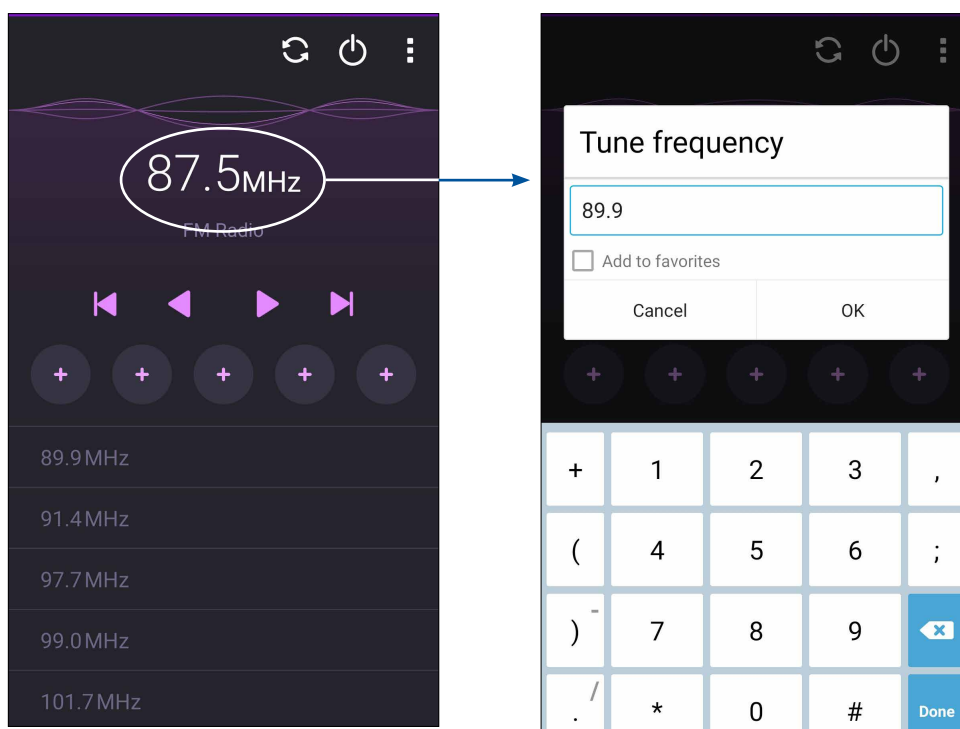 87.5MHz
FM Radio
+ + + + +
89.9MHz
91.4MHz
97.7MHz
99.0MHz
101.7MHz
Tune frequency
89.9
Add to favorites
Cancel OK
+ + + + +
+ 1 2 3 ,
( 4 5 6 ;
) - 7 8 9
. / * 0 # Done